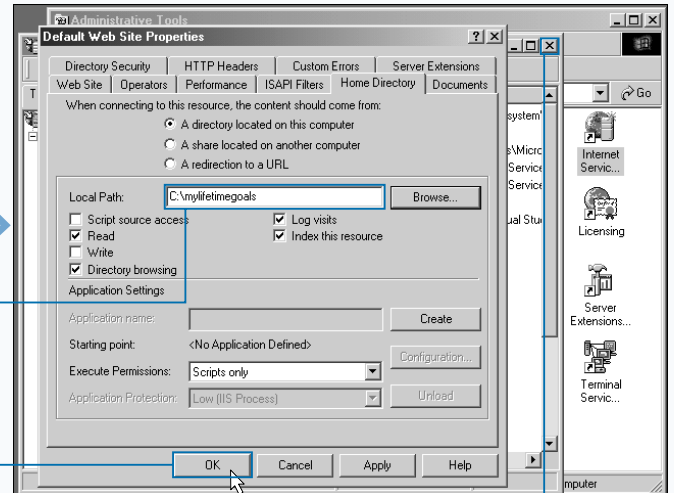 Administrative Tools
Default Web Site Properties
Directory Security HTTP Headers Custom Errors Server Extensions
Web Site Operators Performance ISAPI Filters Home Directory Documents
When connecting to this resource, the content should come from:
A directory located on this computer
A share located on another computer
A redirection to a URL
Local Path: C:\mylifetimegoals Browse...
Script source access Log visits
Read Index this resource
Write
Directory browsing
Application Settings
Application name: Create
Starting point: <No Application Defined>
Configuration...
Execute Permissions: Scripts only
Application Protection: Low (IIS Process) Unload
OK Cancel Apply Help
Go
system'
s\Micro
Service
Service
ual Stu
Internet
Servic...
Licensing
Server
Extensions...
Terminal
Servic...
mputer